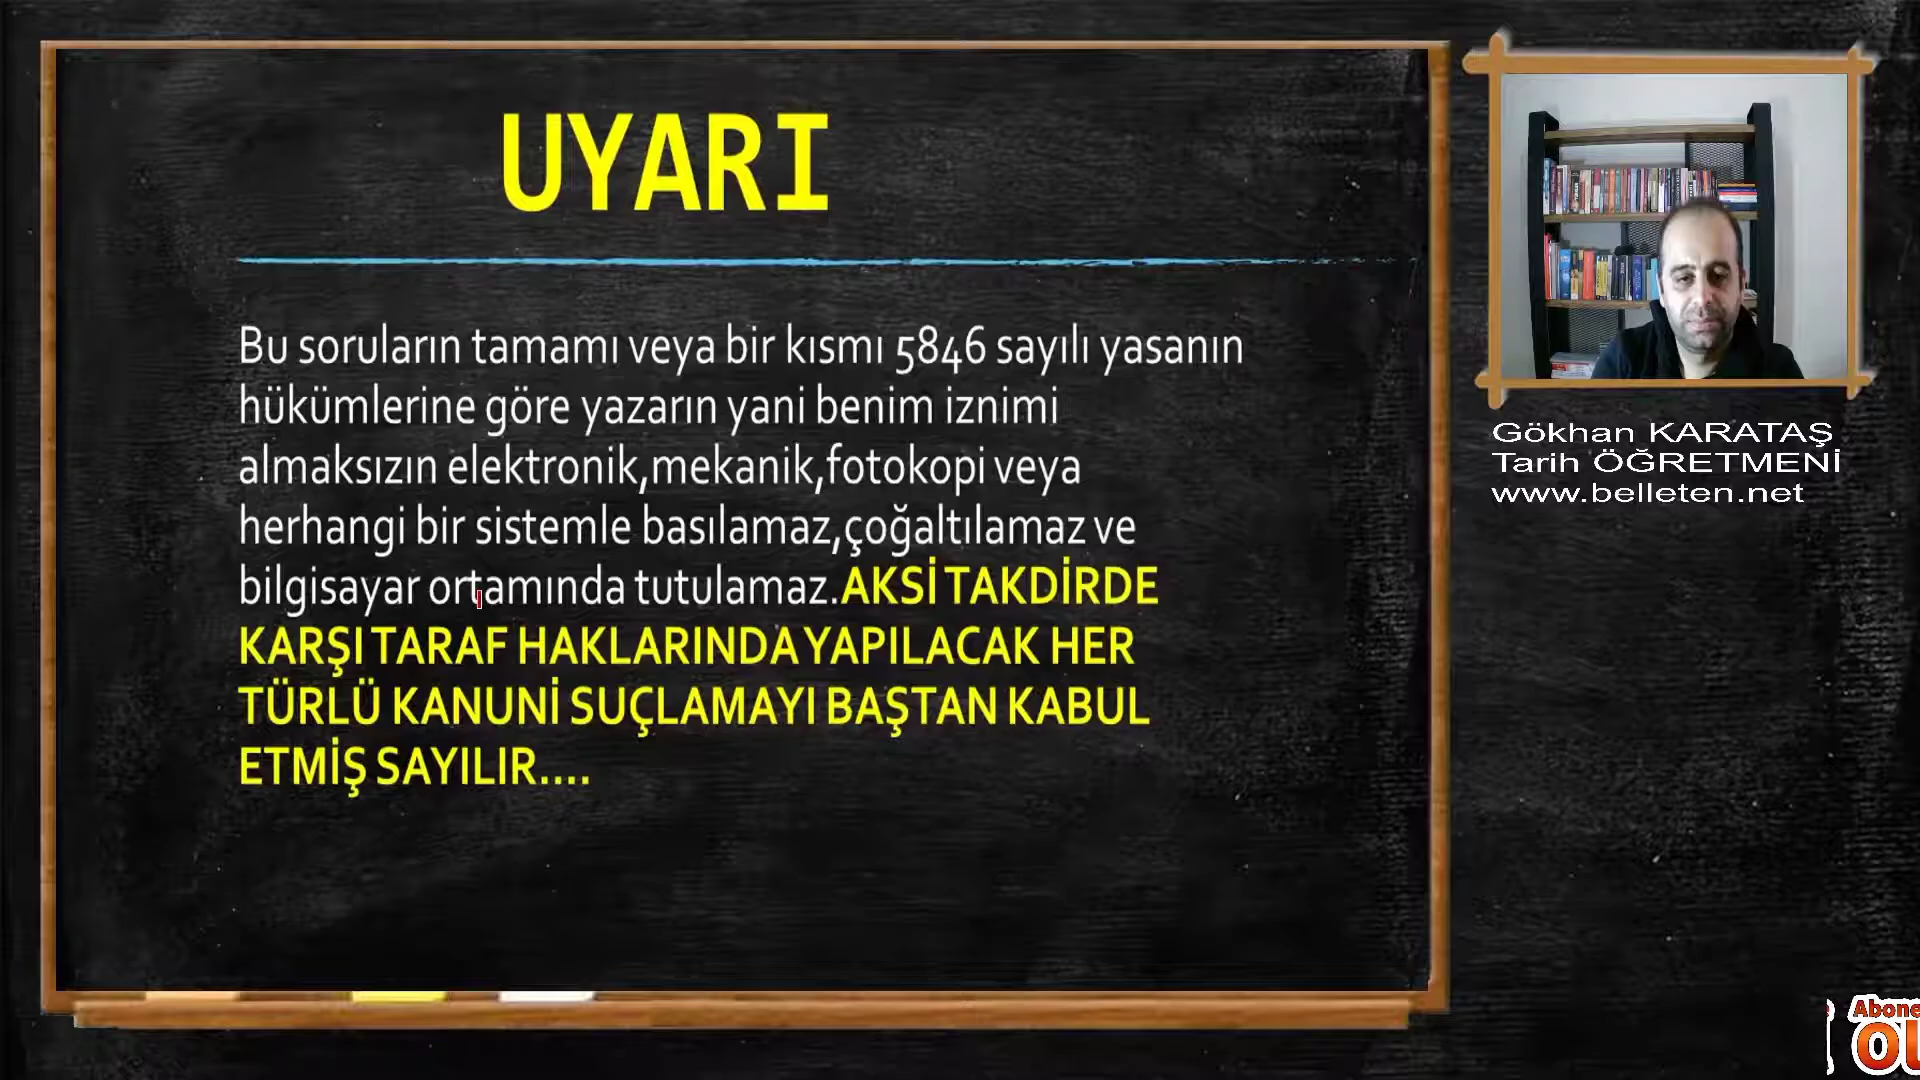 UYARI
Bu soruların tamamı veya bir kısmı 5846 sayılı yasanın
hükümlerine göre yazarın yani benim iznimi
almaksızın elektronik,mekanik,fotokopi veya
herhangi bir sistemle basılamaz,çoğaltılamaz ve
bilgisayar ortamında tutulamaz.AKSİ TAKDİRDE
KARŞI TARAF HAKLARINDA YAPILACAK HER
TÜRLÜ KANUNİ SUÇLAMAYI BAŞTAN KABUL
ETMİŞ SAYILIR....
Gökhan KARATAŞ
Tarih ÖĞRETMENİ
www.belleten.net
Abone